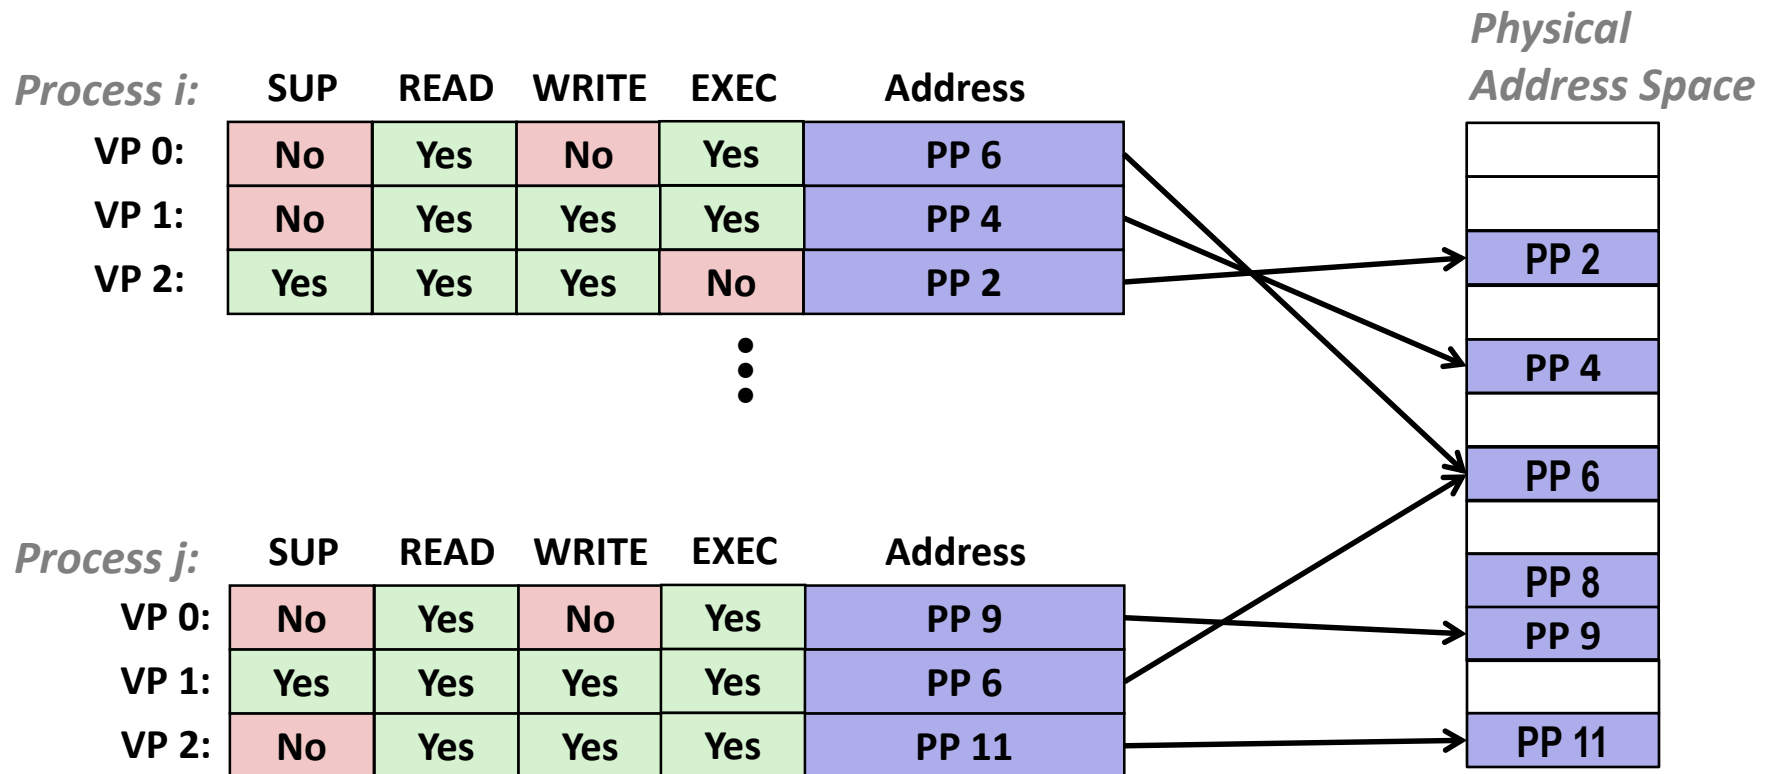 Physical
Address Space
Process i: SUP READ WRITE EXEC Address
VP 0: No Yes No Yes PP 6
VP 1: No Yes Yes Yes PP 4
VP 2: Yes Yes Yes No PP 2
PP 2
PP 4
PP 6
PP 8
PP 9
PP 11
Process j: SUP READ WRITE EXEC Address
VP 0: No Yes No Yes PP 9
VP 1: Yes Yes Yes Yes PP 6
VP 2: No Yes Yes Yes PP 11